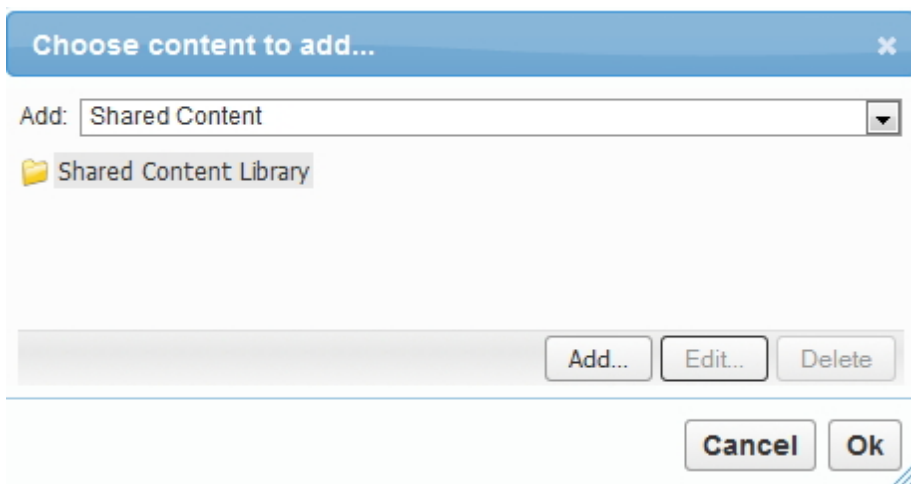 Choose content to add...
Add: Shared Content
Shared Content Library
Add... Edit... Delete
Cancel Ok